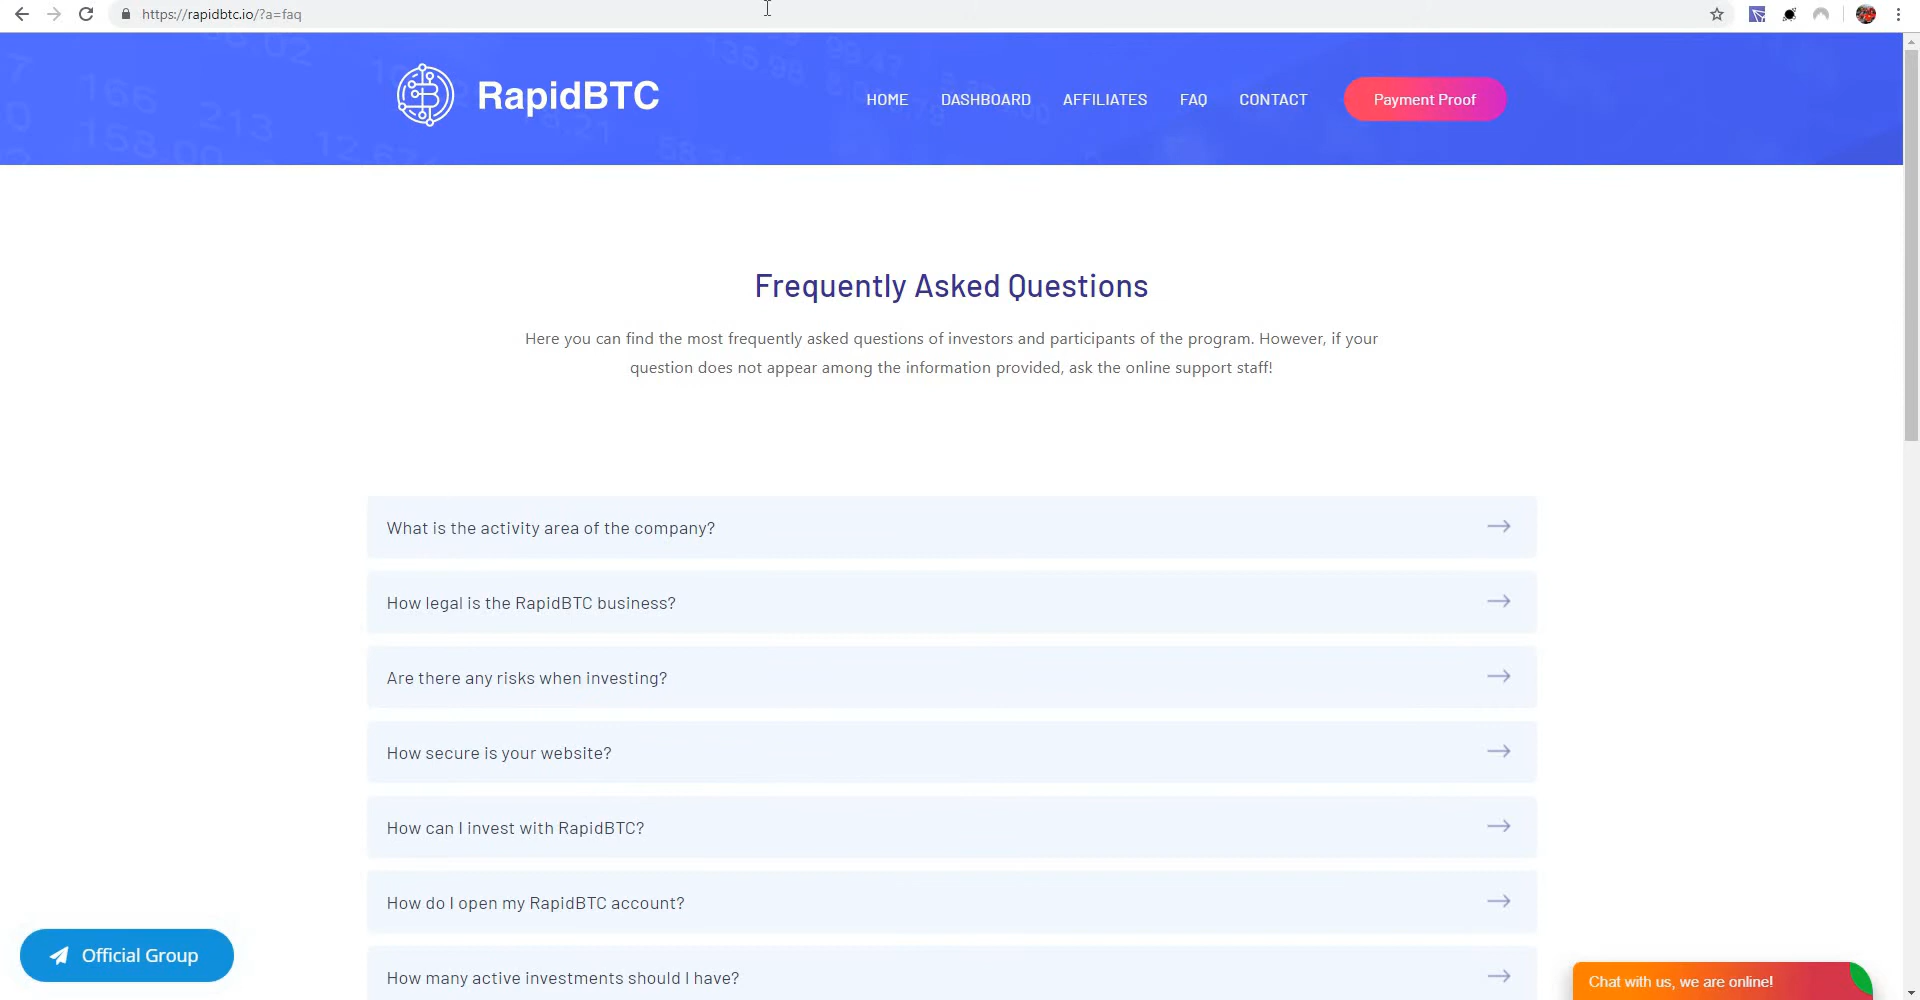 https://rapidbtc.io/?a=faq
RapidBTC
HOME
DASHBOARD
AFFILIATES
FAQ
CONTACT
Payment Proof
Frequently Asked Questions
Here you can find the most frequently asked questions of investors and participants of the program. However, if your
question does not appear among the information provided, ask the online support staff!
What is the activity area of the company?
How legal is the RapidBTC business?
Are there any risks when investing?
How secure is your website?
How can I invest with RapidBTC?
How do I open my RapidBTC account?
How many active investments should I have?
Official Group
Chat with us, we are online!